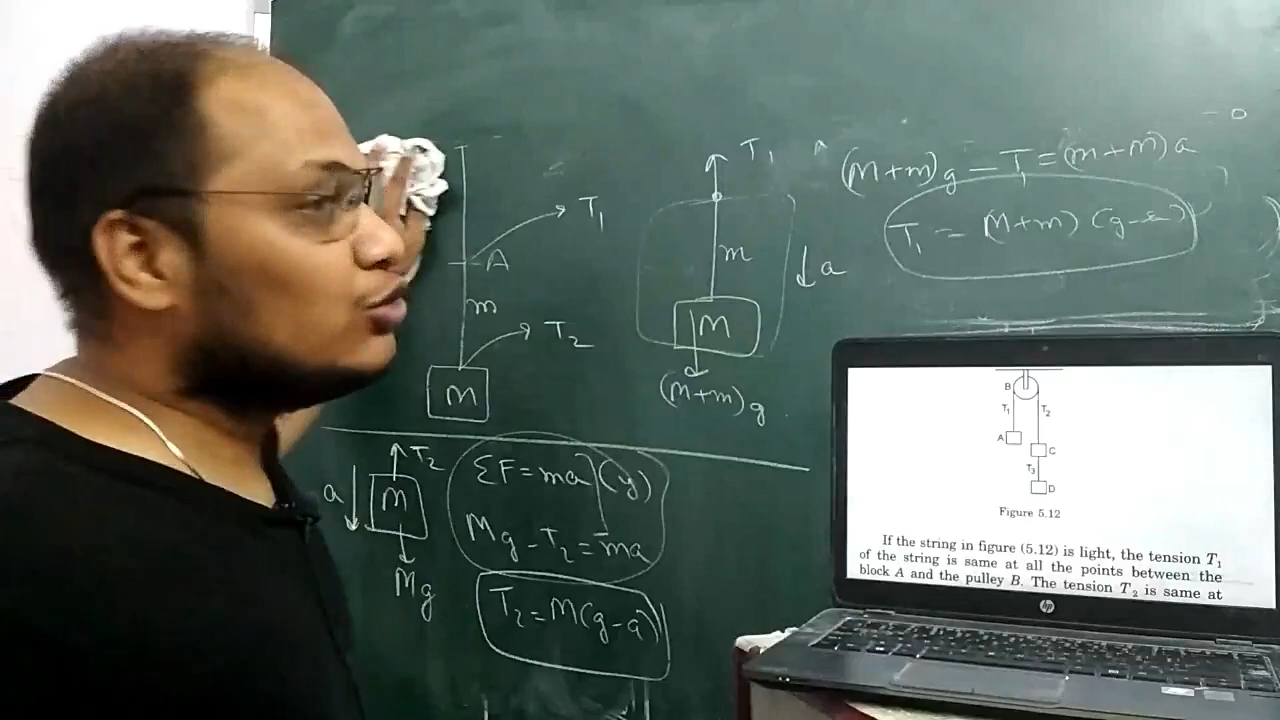 T₁
A
m
T₂
M
T₁
m
M
↓ a
(M+m)g
(M+m)g - T₁ = (m+m)a
T₁ = (M+m)(g-a)
a
T₂
M
Mg
ΣF = ma (y)
Mg - T₂ = ma
T₂ = M(g-a)
B
T₁
T₂
A
C
T₃
D
Figure 5.12
If the string in figure (5.12) is light, the tension T₁
of the string is same at all the points between the
block A and the pulley B. The tension T₂ is same at
hp